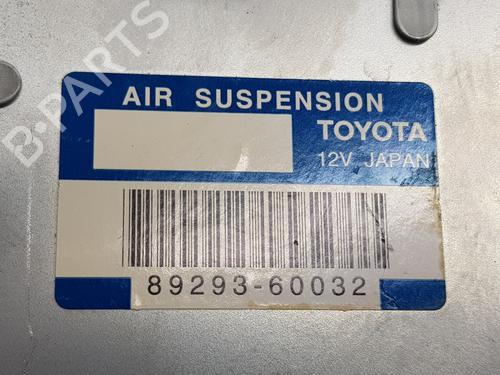 B-PARTS
AIR SUSPENSION
TOYOTA
12V JAPAN
89293-60032